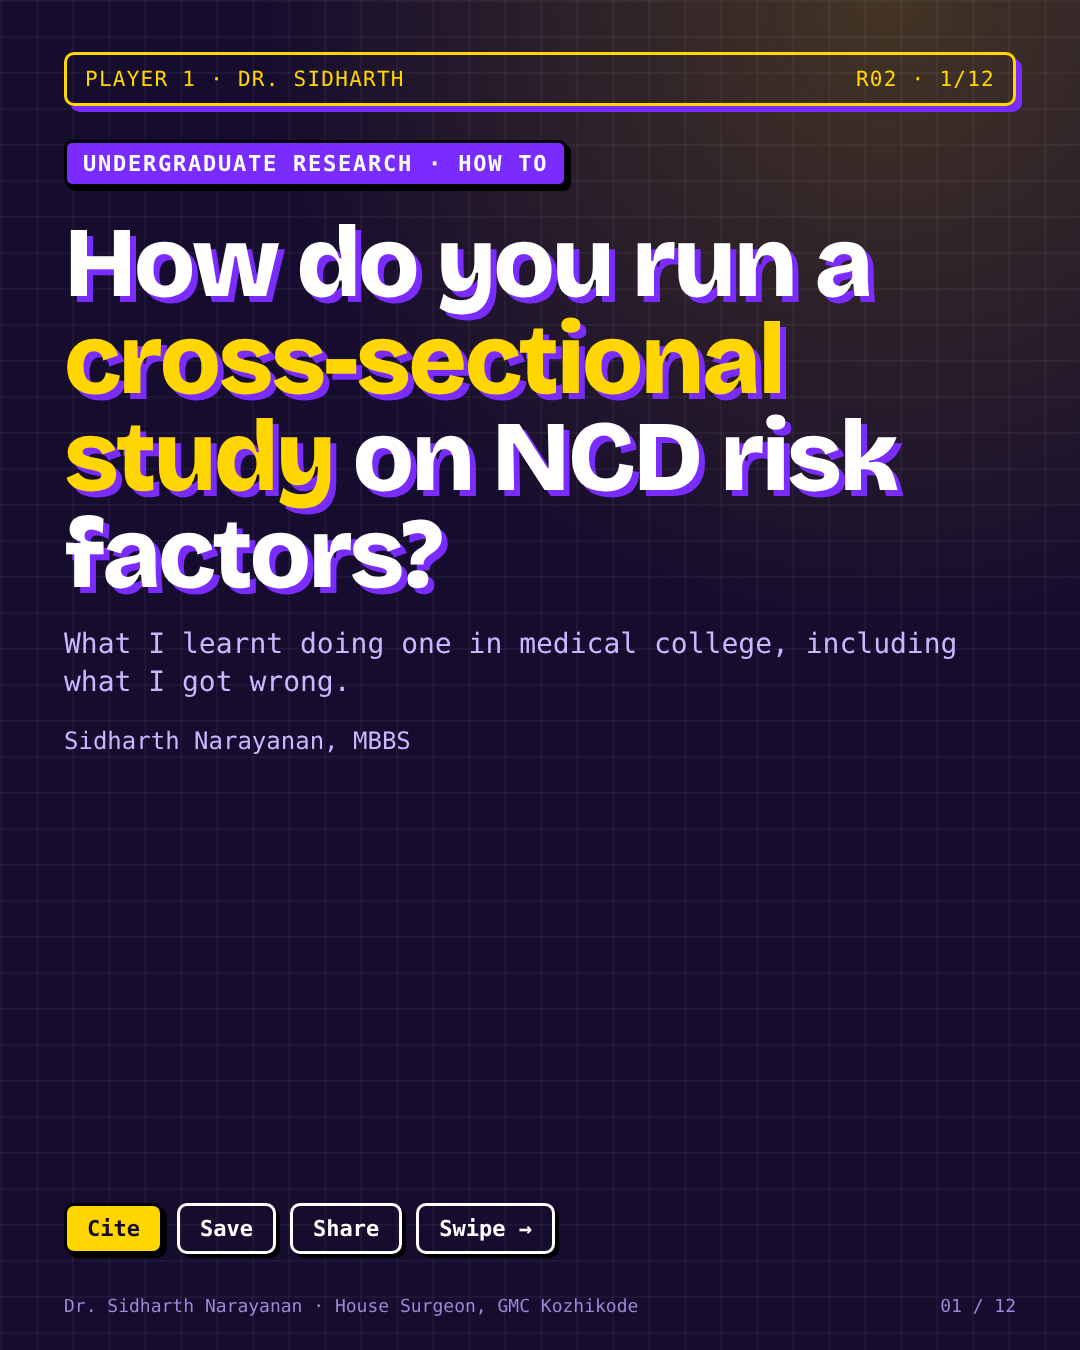 PLAYER 1 · DR. SIDHARTH
R02 · 1/12
UNDERGRADUATE RESEARCH · HOW TO
How do you run a
cross-sectional
study on NCD risk
factors?
What I learnt doing one in medical college, including
what I got wrong.
Sidharth Narayanan, MBBS
Cite Save Share Swipe →
Dr. Sidharth Narayanan · House Surgeon, GMC Kozhikode
01 / 12